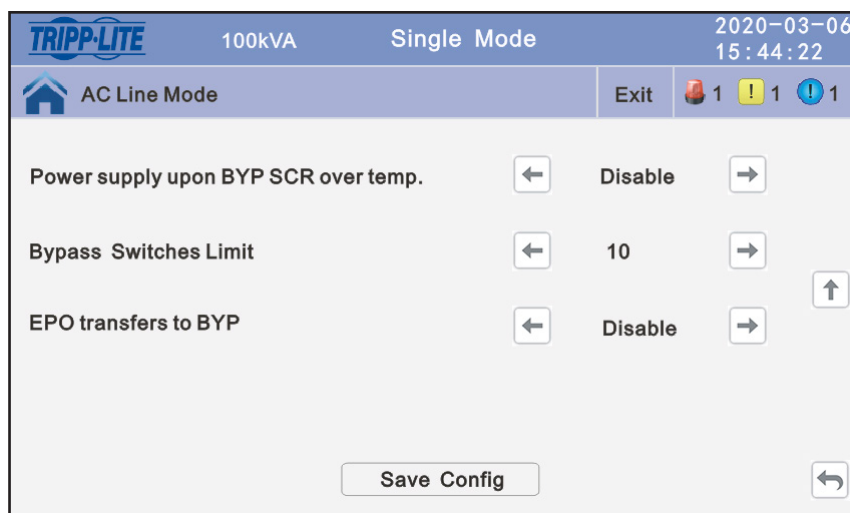 TRIPP·LITE 100kVA Single Mode 2020-03-06
15:44:22
AC Line Mode Exit 1 ! 1 ! 1
Power supply upon BYP SCR over temp. Disable
Bypass Switches Limit 10
EPO transfers to BYP Disable
Save Config